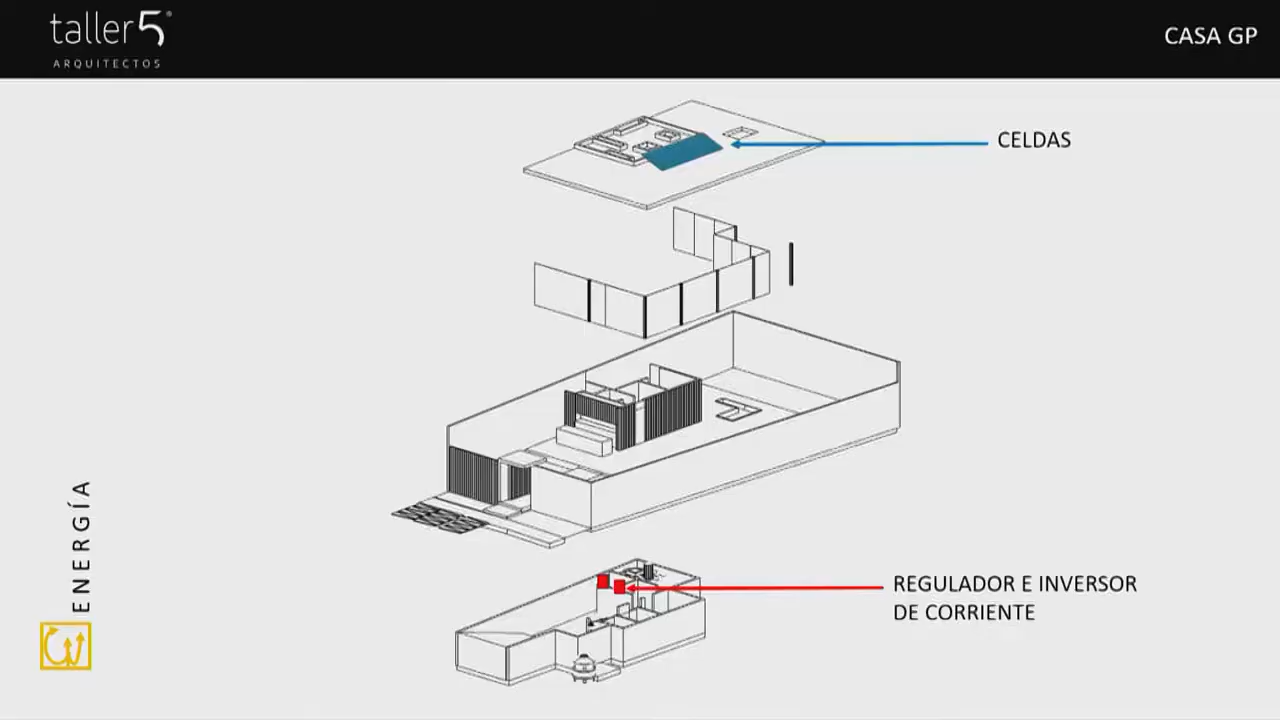 taller5®
ARQUITECTOS
CASA GP
CELDAS
ENERGÍA
REGULADOR E INVERSOR
DE CORRIENTE